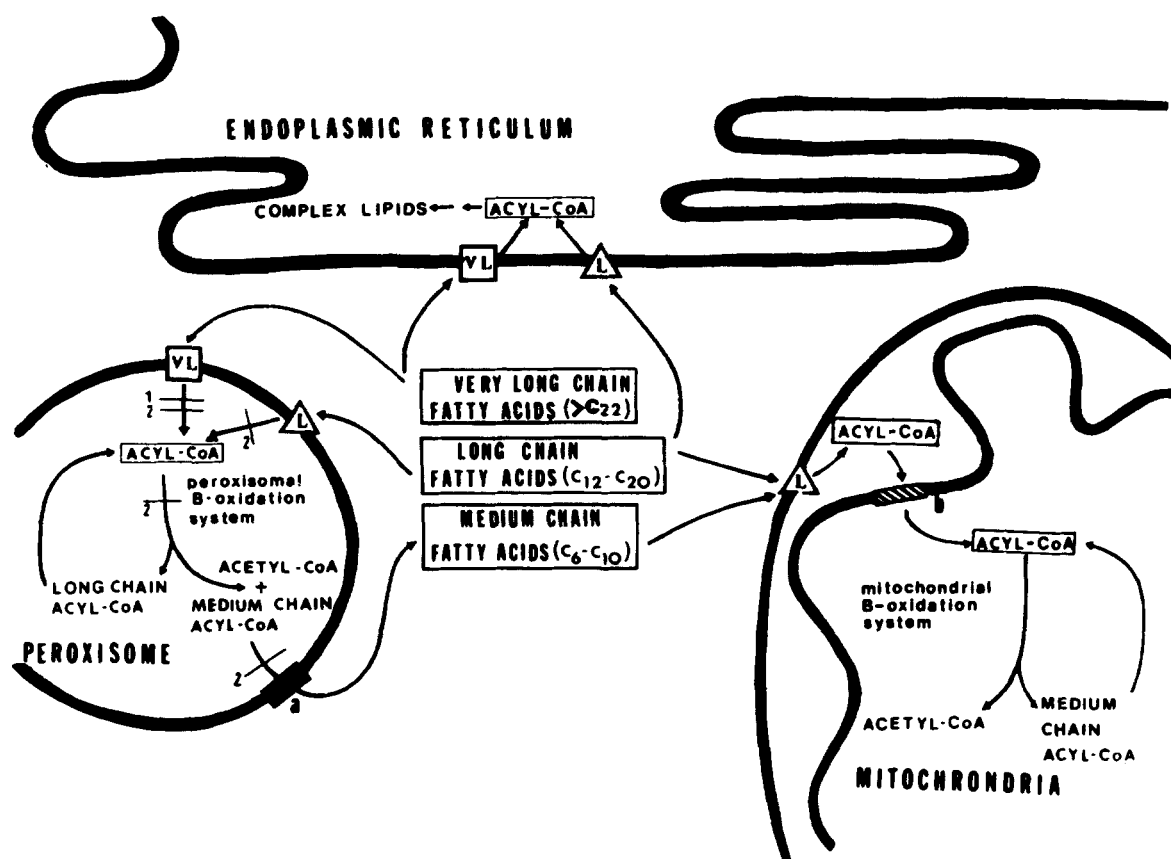 ENDOPLASMIC RETICULUM
COMPLEX LIPIDS
ACYL-CoA
VL
L
VL
1
2
L
2
ACYL-CoA
2
peroxisomal
B-oxidation
system
LONG CHAIN
ACYL-CoA
ACETYL-CoA
+
MEDIUM CHAIN
ACYL-CoA
PEROXISOME
2
a
VERY LONG CHAIN
FATTY ACIDS (>C22)
LONG CHAIN
FATTY ACIDS (C12-C20)
MEDIUM CHAIN
FATTY ACIDS (C6-C10)
L
ACYL-CoA
b
ACYL-CoA
mitochondrial
B-oxidation
system
ACETYL-CoA
MEDIUM
CHAIN
ACYL-CoA
MITOCHRONDRIA